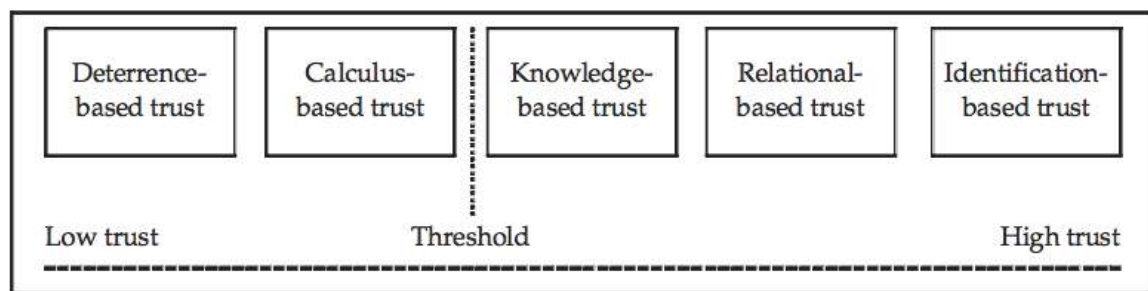 Deterrence-
based trust
Calculus-
based trust
Knowledge-
based trust
Relational-
based trust
Identification-
based trust
Low trust
Threshold
High trust